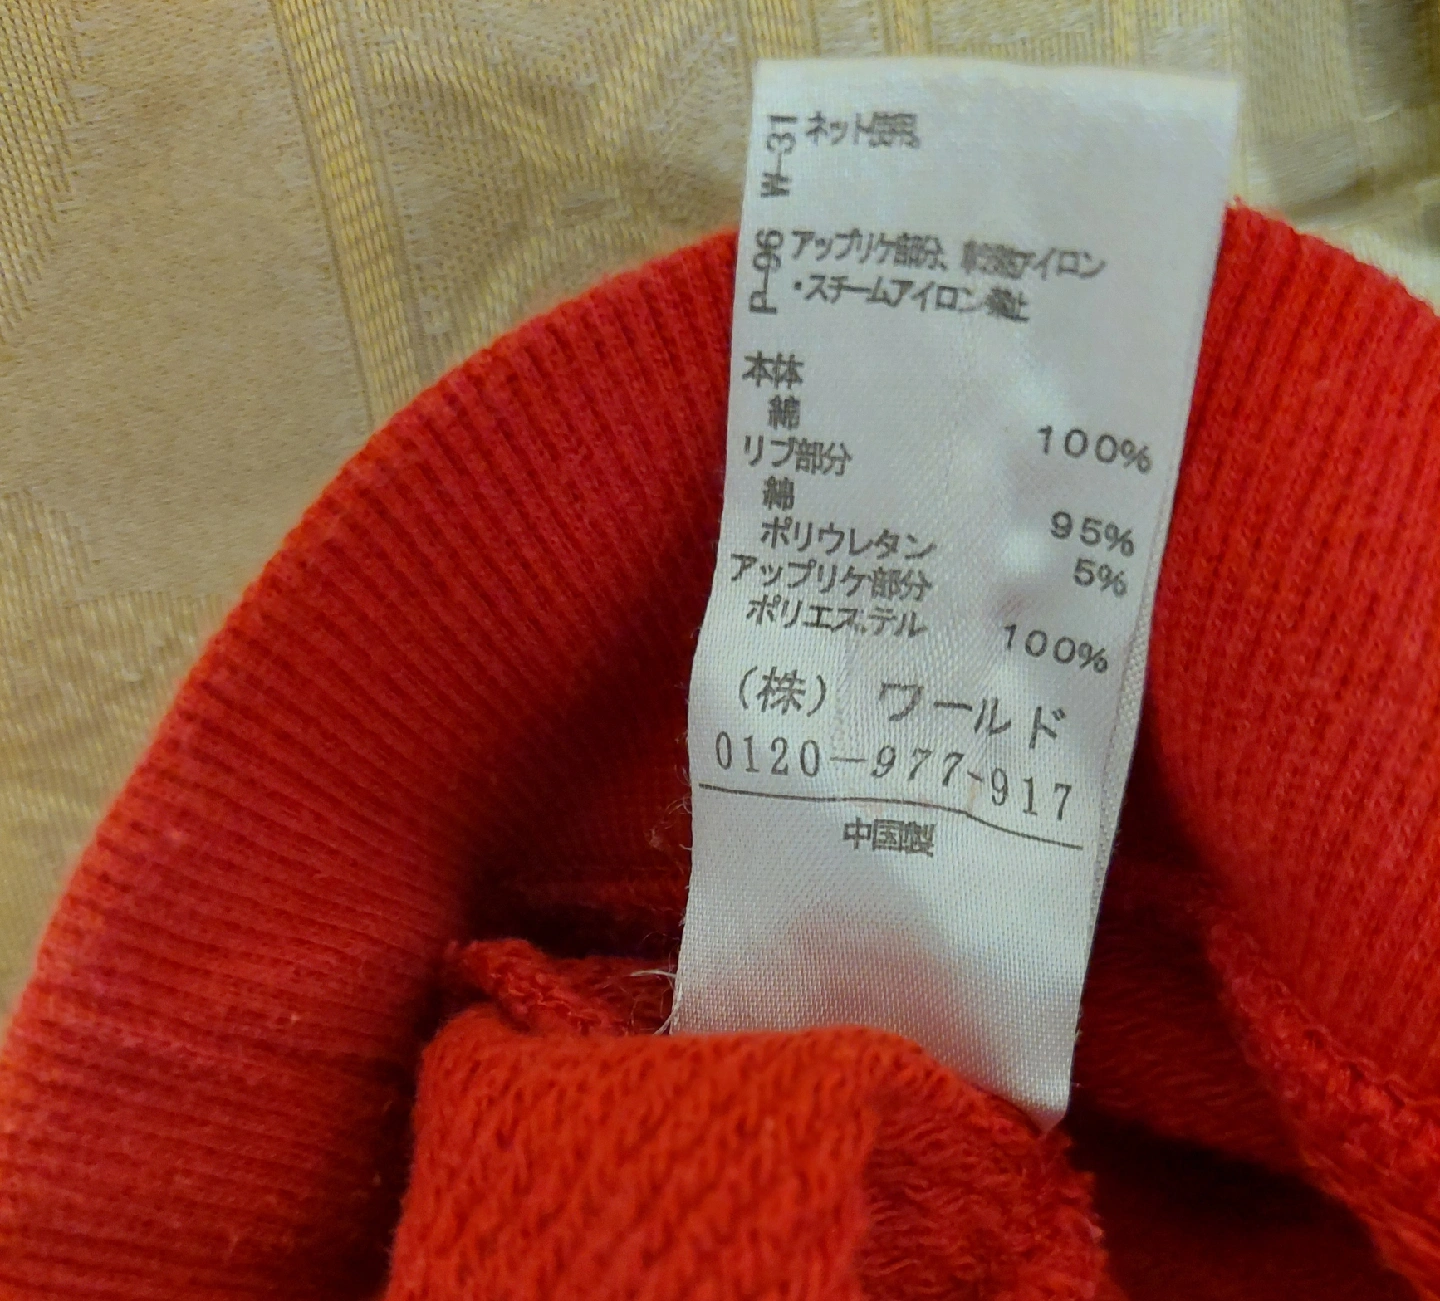 W-31 ネット使用。
P-96 アップリケ部分、乾燥アイロン
・スチームアイロン禁止
本体
綿 100%
リブ部分
綿 95%
ポリウレタン 5%
アップリケ部分
ポリエステル 100%
(株) ワールド
0120-977-917
中国製